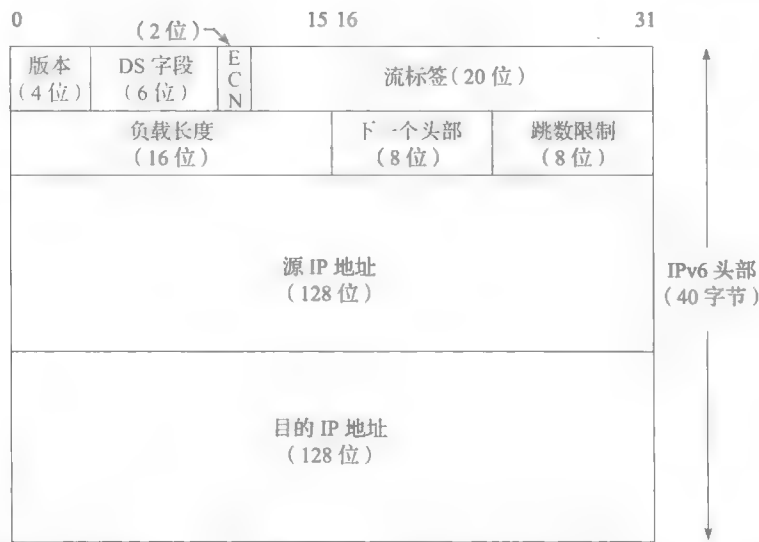 0 15 16 31
(2位)
版本
(4位)
DS 字段
(6位)
E
C
N
流标签(20位)
负载长度
(16位)
下一个头部
(8位)
跳数限制
(8位)
源 IP 地址
(128位)
IPv6 头部
(40字节)
目的 IP 地址
(128位)